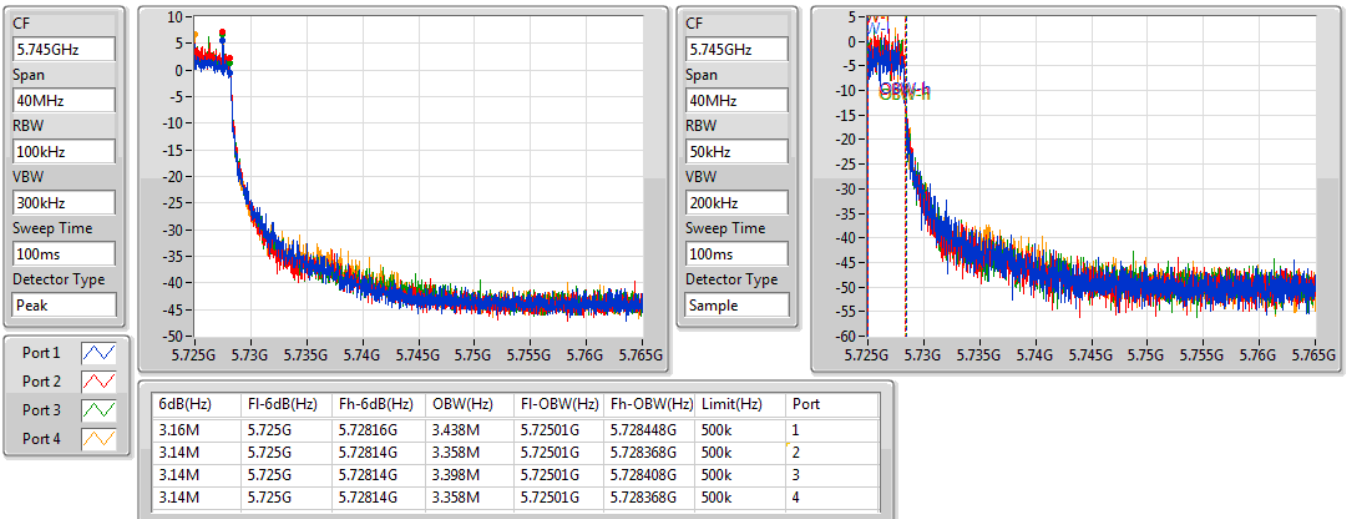 CF
5.745GHz
Span
40MHz
RBW
100kHz
VBW
300kHz
Sweep Time
100ms
Detector Type
Peak
Port 1
Port 2
Port 3
Port 4
10
5
0
-5
-10
-15
-20
-25
-30
-35
-40
-45
-50
5.725G 5.73G 5.735G 5.74G 5.745G 5.75G 5.755G 5.76G 5.765G
CF
5.745GHz
Span
40MHz
RBW
50kHz
VBW
200kHz
Sweep Time
100ms
Detector Type
Sample
5
0
-5
-10
-15
-20
-25
-30
-35
-40
-45
-50
-55
-60
OBW-h
5.725G 5.73G 5.735G 5.74G 5.745G 5.75G 5.755G 5.76G 5.765G
6dB(Hz) Fl-6dB(Hz) Fh-6dB(Hz) OBW(Hz) Fl-OBW(Hz) Fh-OBW(Hz) Limit(Hz) Port
3.16M 5.725G 5.72816G 3.438M 5.72501G 5.728448G 500k 1
3.14M 5.725G 5.72814G 3.358M 5.72501G 5.728368G 500k 2
3.14M 5.725G 5.72814G 3.398M 5.72501G 5.728408G 500k 3
3.14M 5.725G 5.72814G 3.358M 5.72501G 5.728368G 500k 4